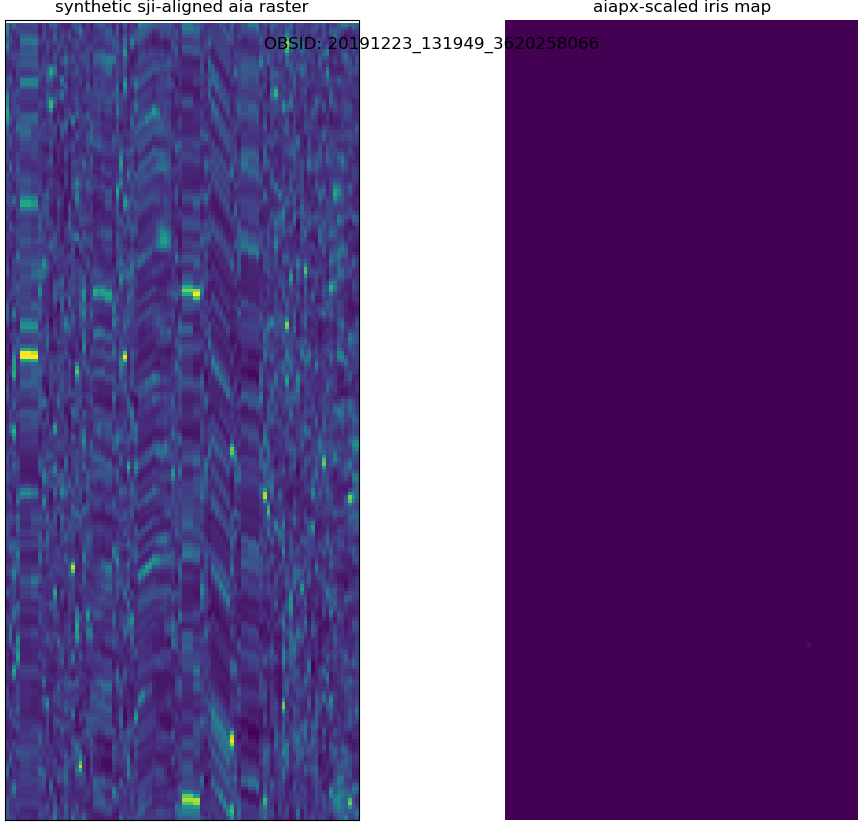 synthetic sji-aligned aia raster
aiapx-scaled iris map
OBSID: 20191223_131949_3620258066